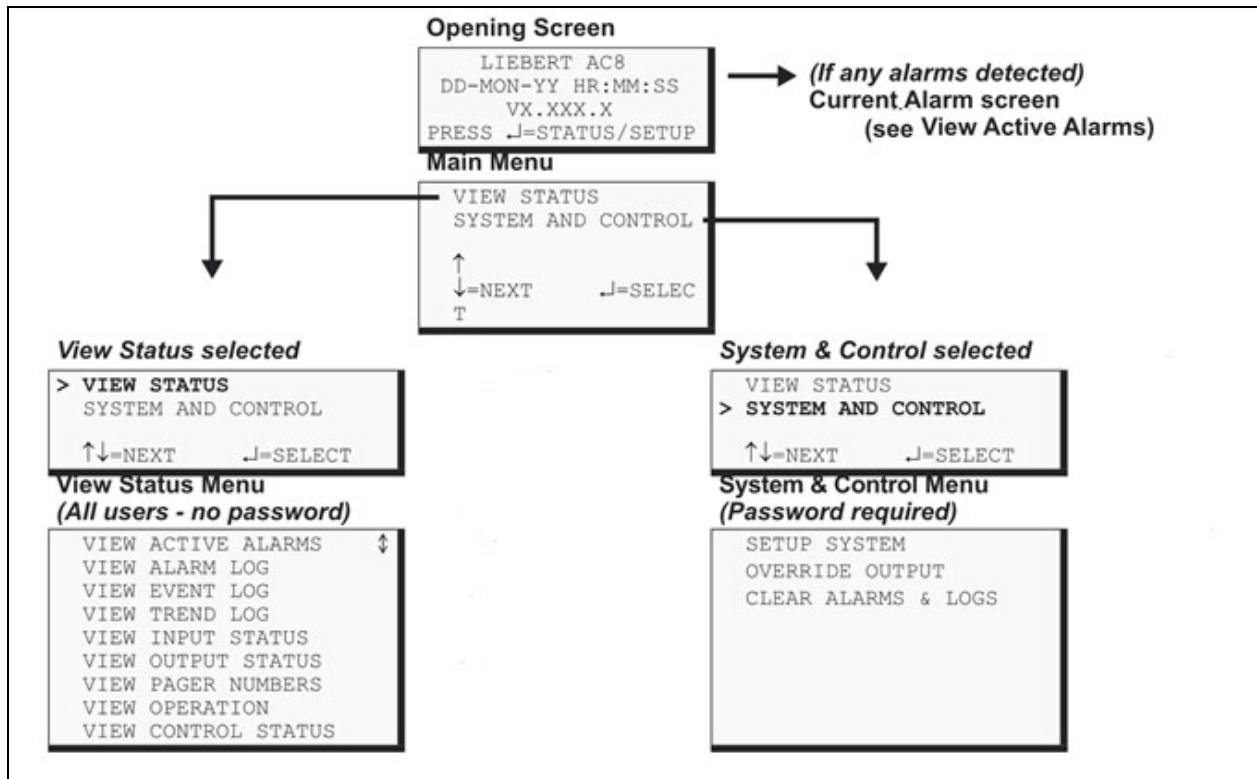 Opening Screen
LIEBERT AC8
DD-MON-YY HR:MM:SS
VX.XXX.X
PRESS ↵=STATUS/SETUP
(If any alarms detected)
Current Alarm screen
(see View Active Alarms)
Main Menu
VIEW STATUS
SYSTEM AND CONTROL
↑
↓=NEXT ↵=SELEC
T
View Status selected
> VIEW STATUS
SYSTEM AND CONTROL
↑↓=NEXT ↵=SELECT
View Status Menu
(All users - no password)
VIEW ACTIVE ALARMS ↕
VIEW ALARM LOG
VIEW EVENT LOG
VIEW TREND LOG
VIEW INPUT STATUS
VIEW OUTPUT STATUS
VIEW PAGER NUMBERS
VIEW OPERATION
VIEW CONTROL STATUS
System & Control selected
VIEW STATUS
> SYSTEM AND CONTROL
↑↓=NEXT ↵=SELECT
System & Control Menu
(Password required)
SETUP SYSTEM
OVERRIDE OUTPUT
CLEAR ALARMS & LOGS